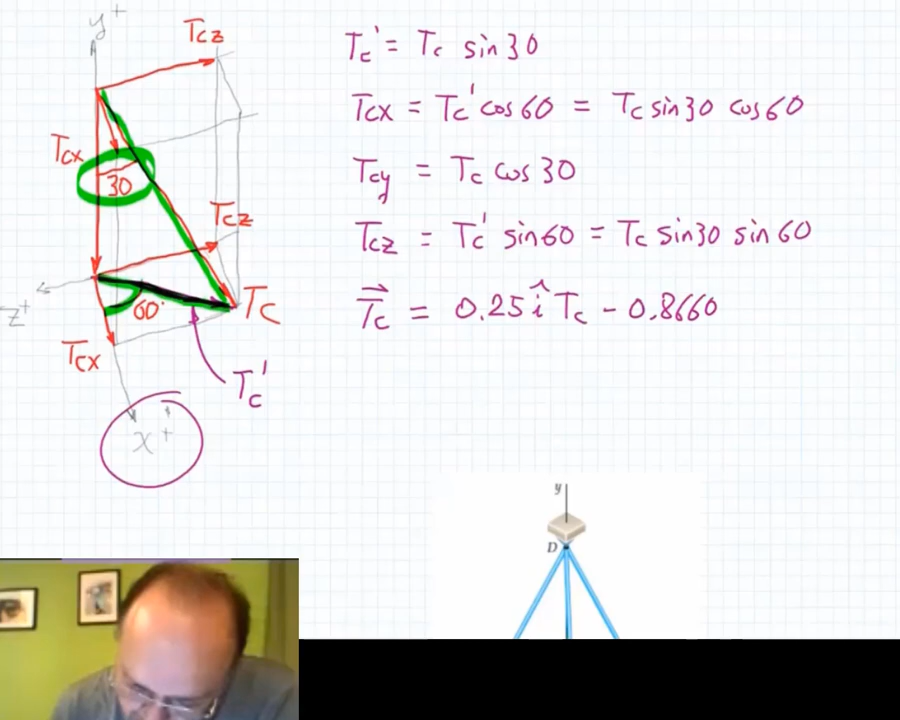 y+
Tcz
Tcx
30
Tcz
60°
Tc
z+
Tcx
Tc'
x+
Tc' = Tc sin 30
Tcx = Tc' cos 60 = Tc sin 30 cos 60
Tcy = Tc cos 30
Tcz = Tc' sin 60 = Tc sin 30 sin 60
T⃗c = 0.25 î Tc - 0.8660
y
D